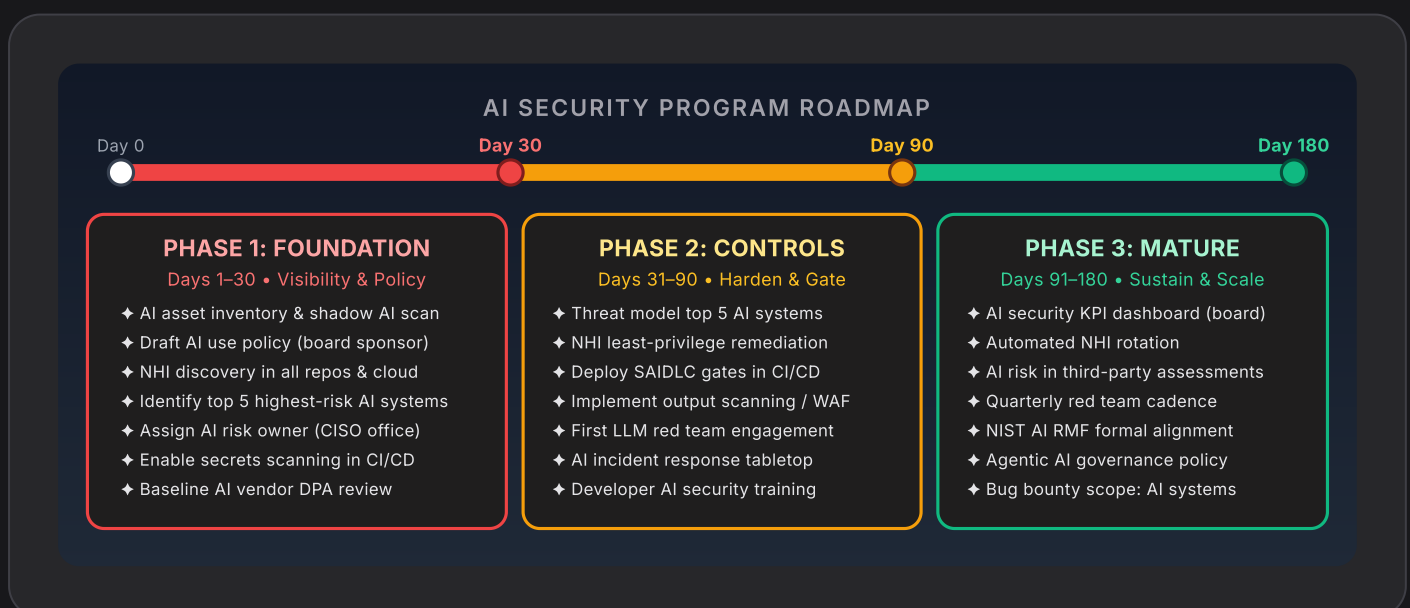 AI SECURITY PROGRAM ROADMAP
Day 0
Day 30
Day 90
Day 180
PHASE 1: FOUNDATION
Days 1–30 • Visibility & Policy
✦ AI asset inventory & shadow AI scan
✦ Draft AI use policy (board sponsor)
✦ NHI discovery in all repos & cloud
✦ Identify top 5 highest-risk AI systems
✦ Assign AI risk owner (CISO office)
✦ Enable secrets scanning in CI/CD
✦ Baseline AI vendor DPA review
PHASE 2: CONTROLS
Days 31–90 • Harden & Gate
✦ Threat model top 5 AI systems
✦ NHI least-privilege remediation
✦ Deploy SAIDLC gates in CI/CD
✦ Implement output scanning / WAF
✦ First LLM red team engagement
✦ AI incident response tabletop
✦ Developer AI security training
PHASE 3: MATURE
Days 91–180 • Sustain & Scale
✦ AI security KPI dashboard (board)
✦ Automated NHI rotation
✦ AI risk in third-party assessments
✦ Quarterly red team cadence
✦ NIST AI RMF formal alignment
✦ Agentic AI governance policy
✦ Bug bounty scope: AI systems